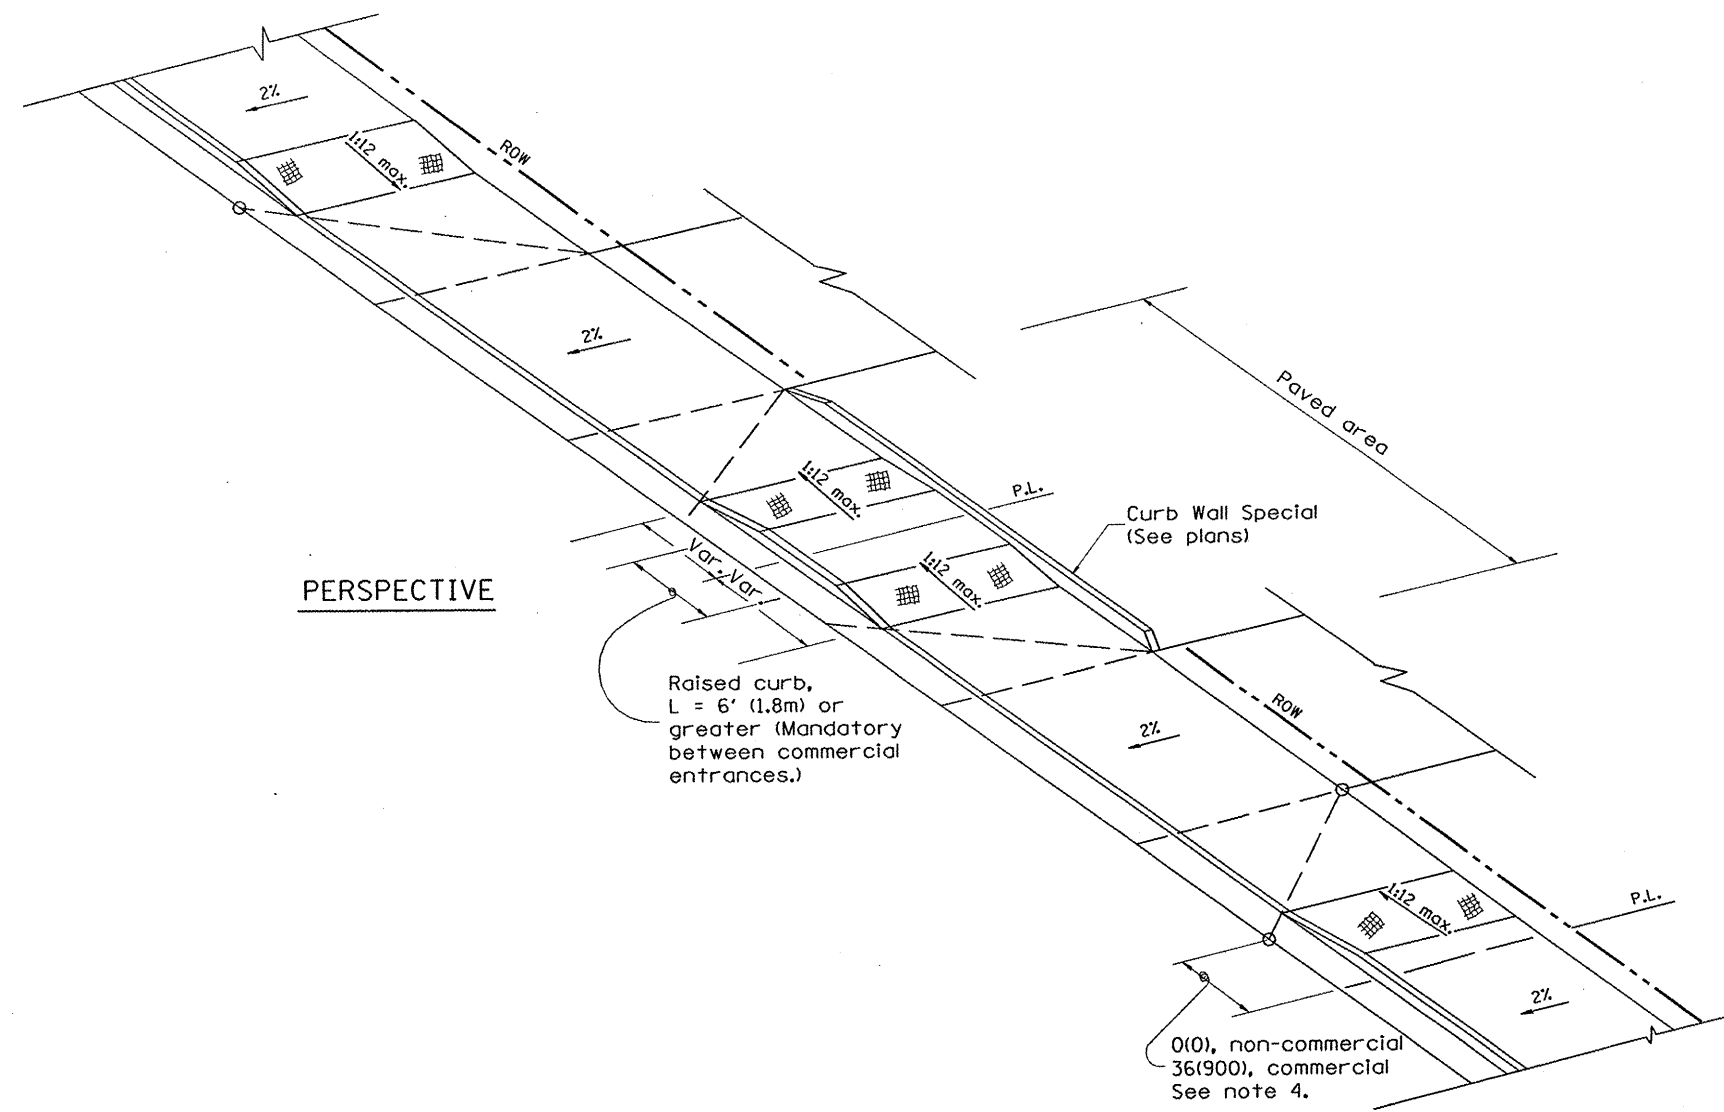 2%
1:12 max.
ROW
2%
Paved area
1:12 max.
P.L.
Curb Wall Special
(See plans)
Var. Var.
1:12 max.
PERSPECTIVE
Raised curb,
L = 6' (1.8m) or
greater (Mandatory
between commercial
entrances.)
2%
ROW
1:12 max.
P.L.
2%
0(0), non-commercial
36(900), commercial
See note 4.